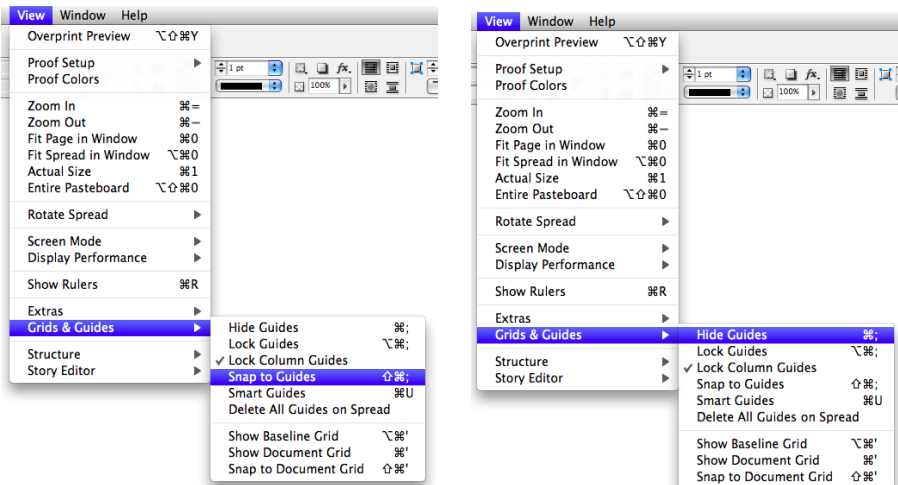 View Window Help
Overprint Preview ⌥⇧⌘Y
Proof Setup
Proof Colors
Zoom In ⌘=
Zoom Out ⌘−
Fit Page in Window ⌘0
Fit Spread in Window ⌥⌘0
Actual Size ⌘1
Entire Pasteboard ⌥⇧⌘0
Rotate Spread
Screen Mode
Display Performance
Show Rulers ⌘R
Extras
Grids & Guides
Structure
Story Editor
1 pt
fx.
100%
Hide Guides ⌘;
Lock Guides ⌥⌘;
✓ Lock Column Guides
Snap to Guides ⇧⌘;
Smart Guides ⌘U
Delete All Guides on Spread
Show Baseline Grid ⌥⌘'
Show Document Grid ⌘'
Snap to Document Grid ⇧⌘'
View Window Help
Overprint Preview ⌥⇧⌘Y
Proof Setup
Proof Colors
Zoom In ⌘=
Zoom Out ⌘−
Fit Page in Window ⌘0
Fit Spread in Window ⌥⌘0
Actual Size ⌘1
Entire Pasteboard ⌥⇧⌘0
Rotate Spread
Screen Mode
Display Performance
Show Rulers ⌘R
Extras
Grids & Guides
Structure
Story Editor
1 pt
fx.
100%
Hide Guides ⌘;
Lock Guides ⌥⌘;
✓ Lock Column Guides
Snap to Guides ⇧⌘;
Smart Guides ⌘U
Delete All Guides on Spread
Show Baseline Grid ⌥⌘'
Show Document Grid ⌘'
Snap to Document Grid ⇧⌘'